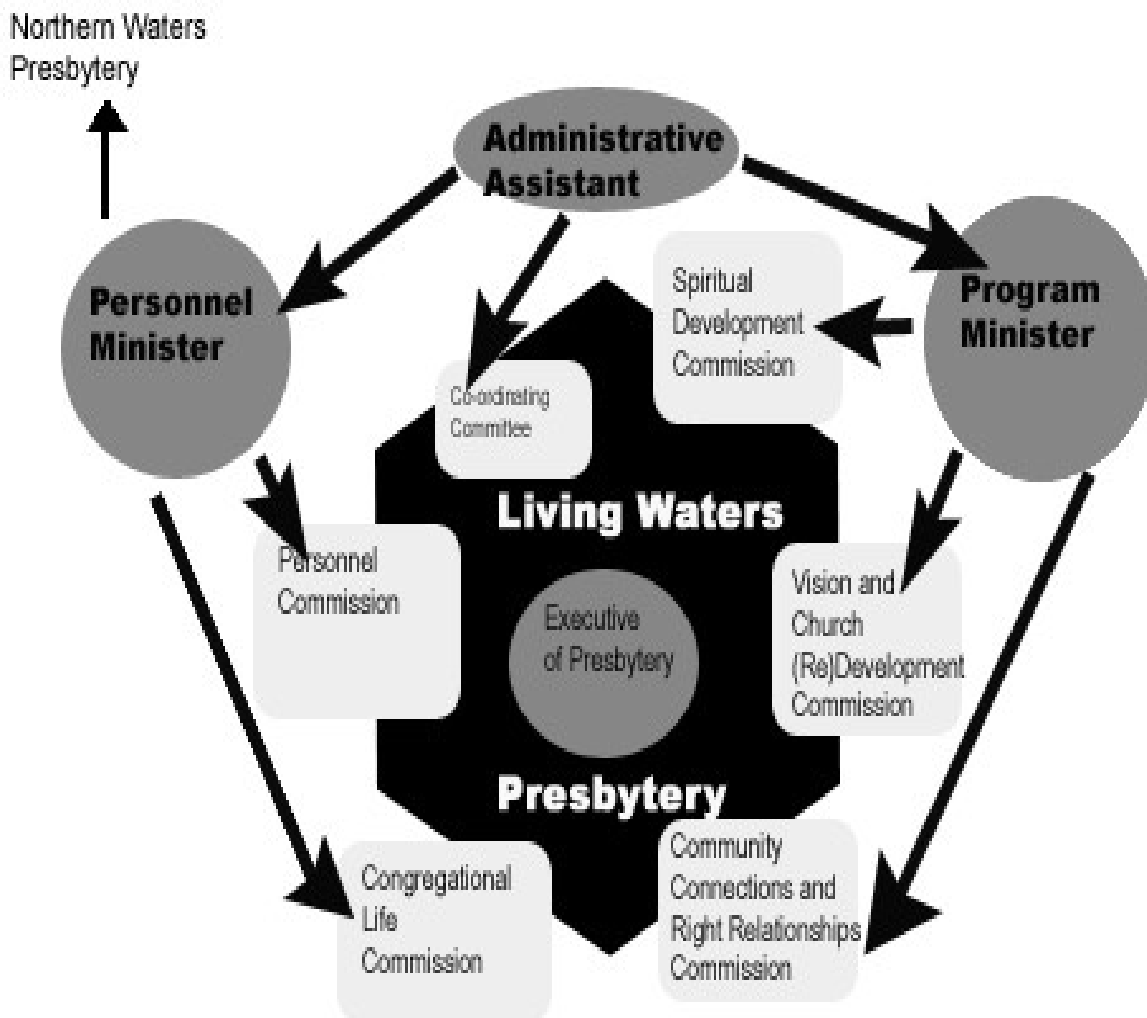 Northern Waters
Presbytery
Administrative
Assistant
Personnel
Minister
Program
Minister
Spiritual
Development
Commission
Co-ordinating
Committee
Living Waters
Personnel
Commission
Executive
of Presbytery
Vision and
Church
(Re)Development
Commission
Presbytery
Congregational
Life
Commission
Community
Connections and
Right Relationships
Commission